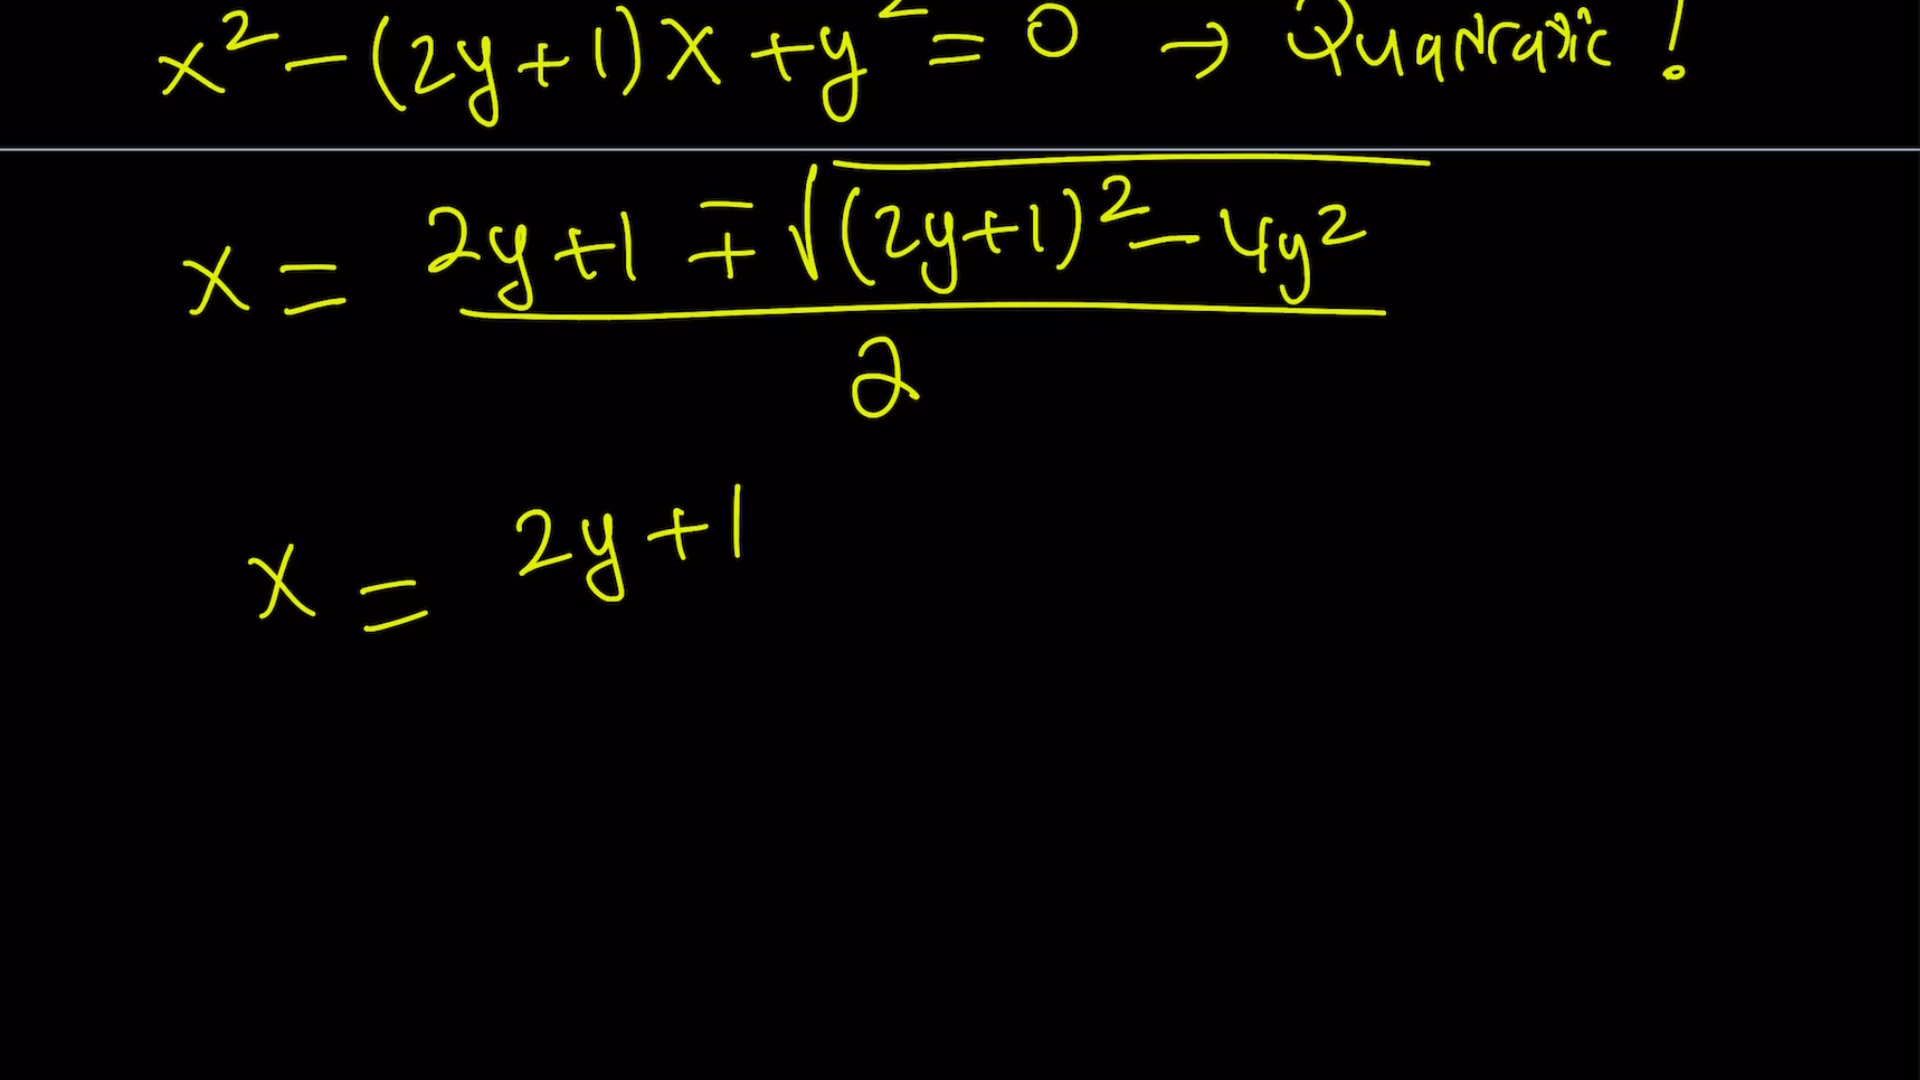 x² - (2y+1)x + y² = 0 → Quadratic!
x = 2y+1 ∓ √((2y+1)² - 4y²)
2
x = 2y+1